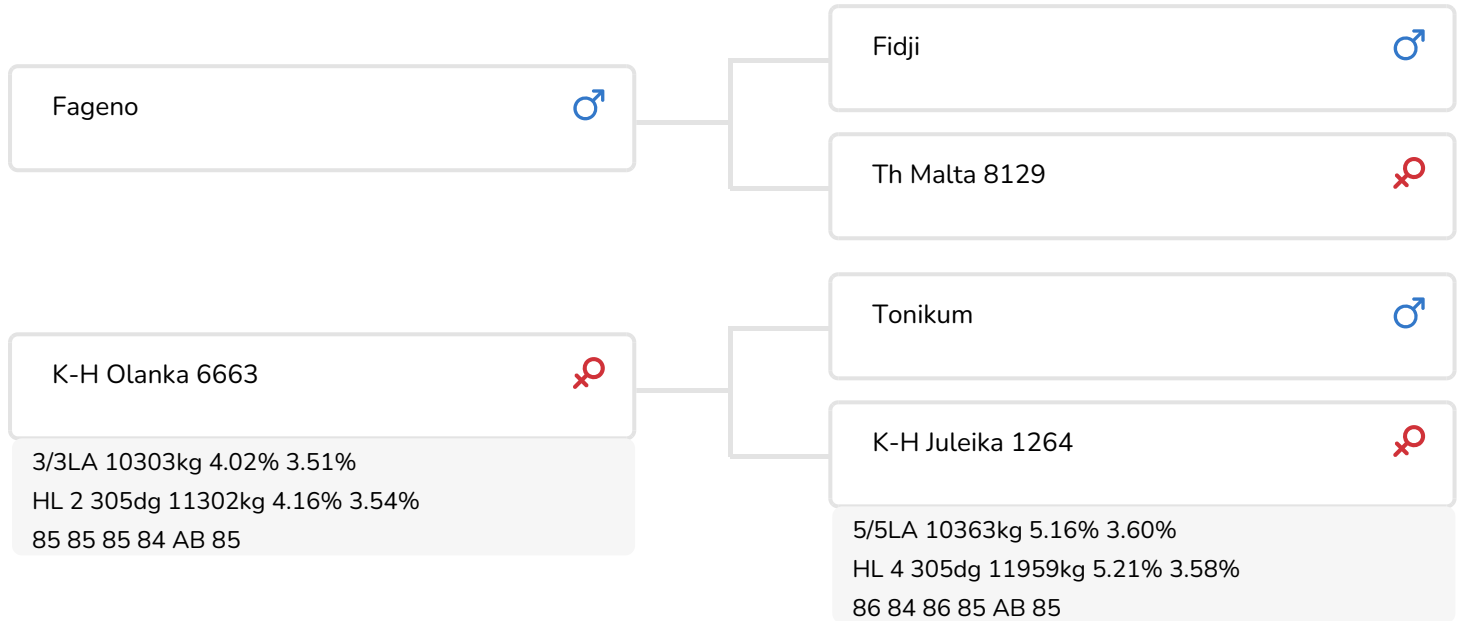 Fageno
Fidji
Th Malta 8129
K-H Olanka 6663
3/3LA 10303kg 4.02% 3.51%
HL 2 305dg 11302kg 4.16% 3.54%
85 85 85 84 AB 85
Tonikum
K-H Juleika 1264
5/5LA 10363kg 5.16% 3.60%
HL 4 305dg 11959kg 5.21% 3.58%
86 84 86 85 AB 85